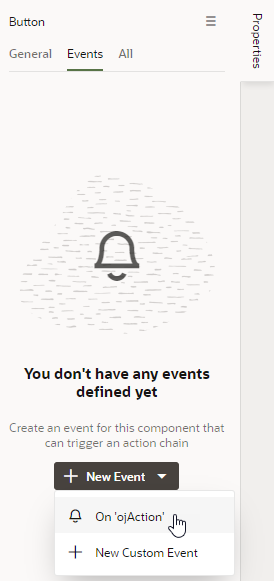 Button
Properties
General Events All
You don't have any events
defined yet
Create an event for this component that
can trigger an action chain
New Event
On 'ojAction'
New Custom Event